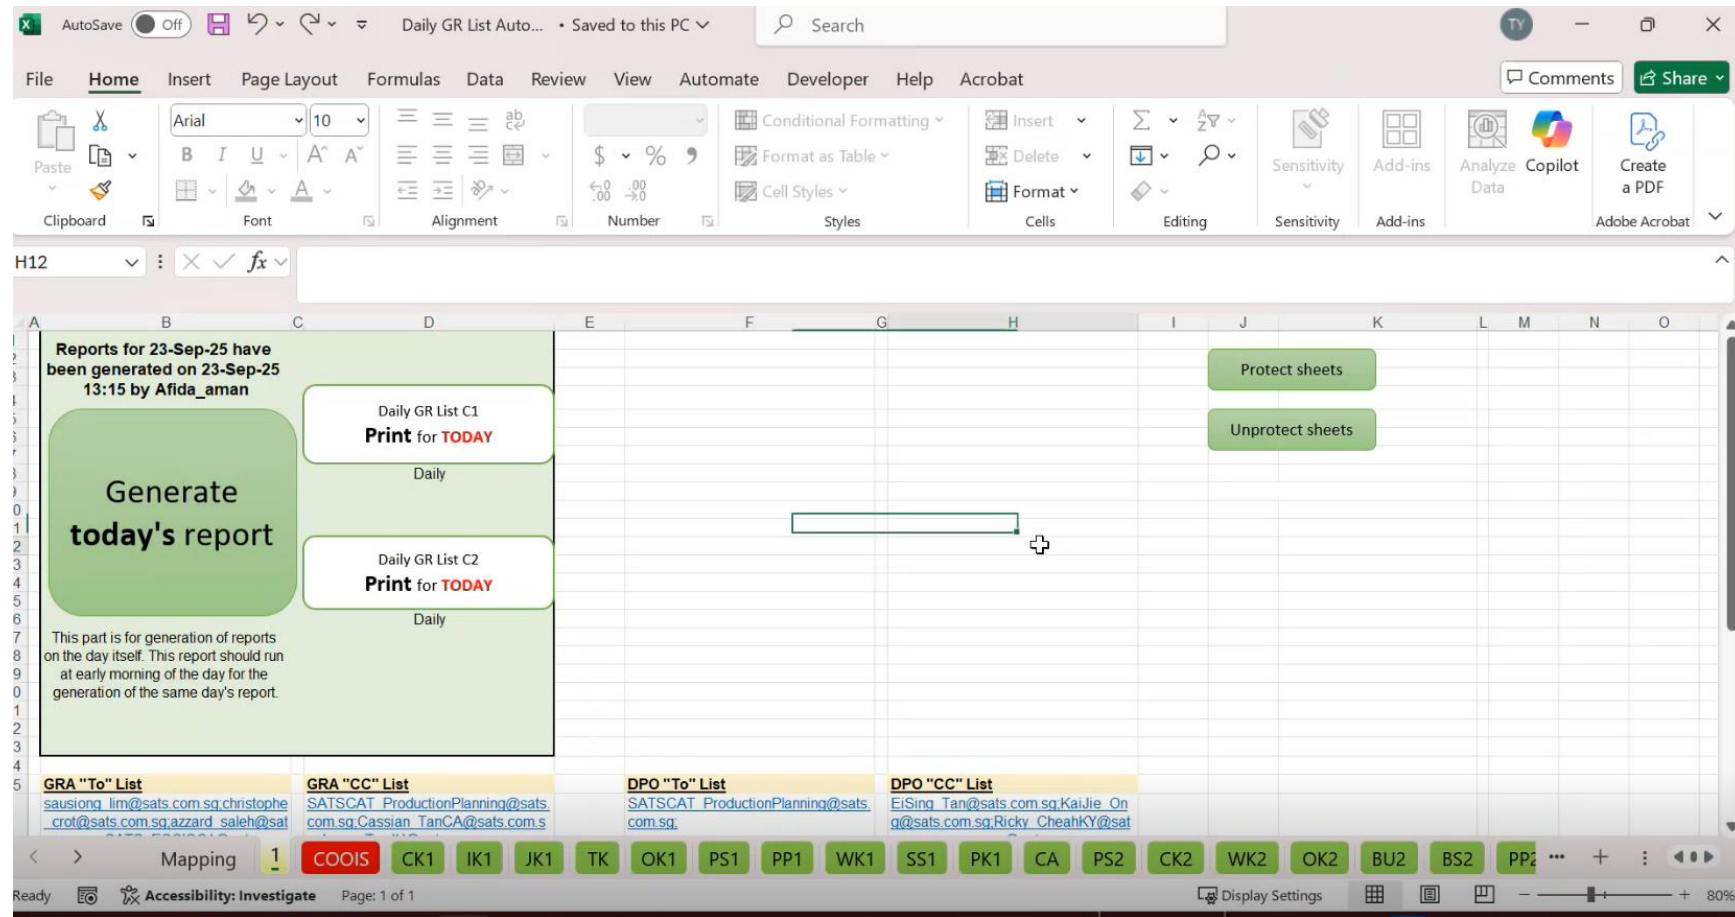 AutoSave Off Daily GR List Auto... • Saved to this PC Search TY
File Home Insert Page Layout Formulas Data Review View Automate Developer Help Acrobat Comments Share
Paste
Arial 10
B I U A A
ab
$ % 9
Conditional Formatting
Format as Table
Cell Styles
Insert
Delete
Format
Sensitivity
Add-ins
Analyze Data
Copilot
Create a PDF
Clipboard Font Alignment Number Styles Cells Editing Sensitivity Add-ins Adobe Acrobat
H12 fx
A B C D E F G H I J K L M N O
Reports for 23-Sep-25 have
been generated on 23-Sep-25
13:15 by Afida_aman
Generate
today's report
This part is for generation of reports
on the day itself. This report should run
at early morning of the day for the
generation of the same day's report.
Daily GR List C1
Print for TODAY
Daily
Daily GR List C2
Print for TODAY
Daily
Protect sheets
Unprotect sheets
GRA "To" List GRA "CC" List DPO "To" List DPO "CC" List
sausiong_lim@sats.com.sg;christophe
_crot@sats.com.sg;azzard_saleh@sat
SATSCAT_ProductionPlanning@sats.
com.sg;Cassian_TanCA@sats.com.s
SATSCAT_ProductionPlanning@sats.
com.sg;
EiSing_Tan@sats.com.sg;KaiJie_On
g@sats.com.sg;Ricky_CheahKY@sat
Mapping 1 COOIS CK1 IK1 JK1 TK OK1 PS1 PP1 WK1 SS1 PK1 CA PS2 CK2 WK2 OK2 BU2 BS2 PP2 ...
Ready Accessibility: Investigate Page: 1 of 1 Display Settings 80%